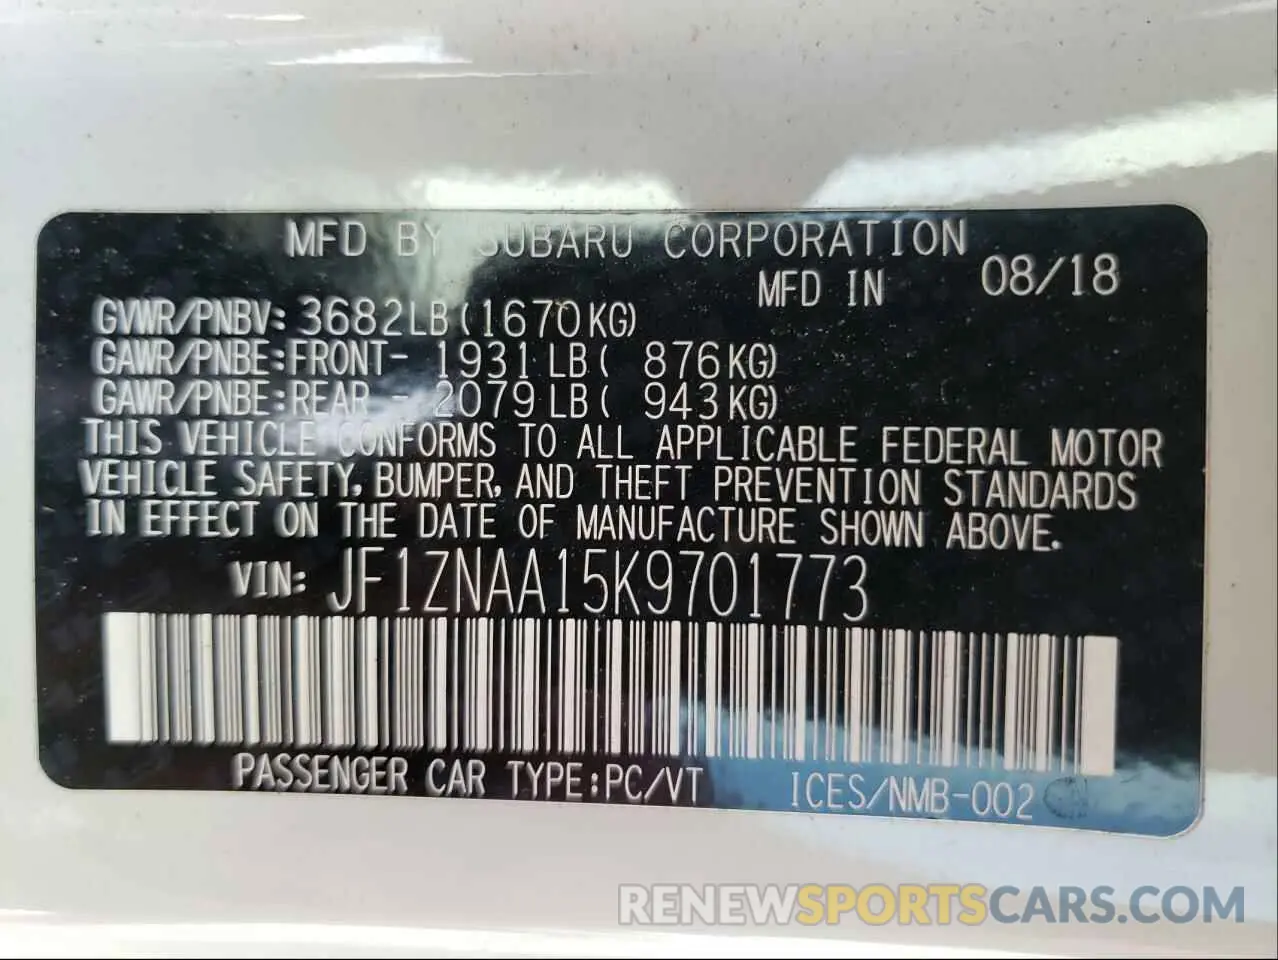 MFD BY SUBARU CORPORATION
MFD IN 08/18
GVWR/PNBV: 3682LB(1670KG)
GAWR/PNBE:FRONT- 1931LB( 876KG)
GAWR/PNBE:REAR - 2079LB( 943KG)
THIS VEHICLE CONFORMS TO ALL APPLICABLE FEDERAL MOTOR
VEHICLE SAFETY, BUMPER, AND THEFT PREVENTION STANDARDS
IN EFFECT ON THE DATE OF MANUFACTURE SHOWN ABOVE.
VIN: JF1ZNAA15K9701773
PASSENGER CAR TYPE:PC/VT ICES/NMB-002
RENEWSPORTSCARS.COM